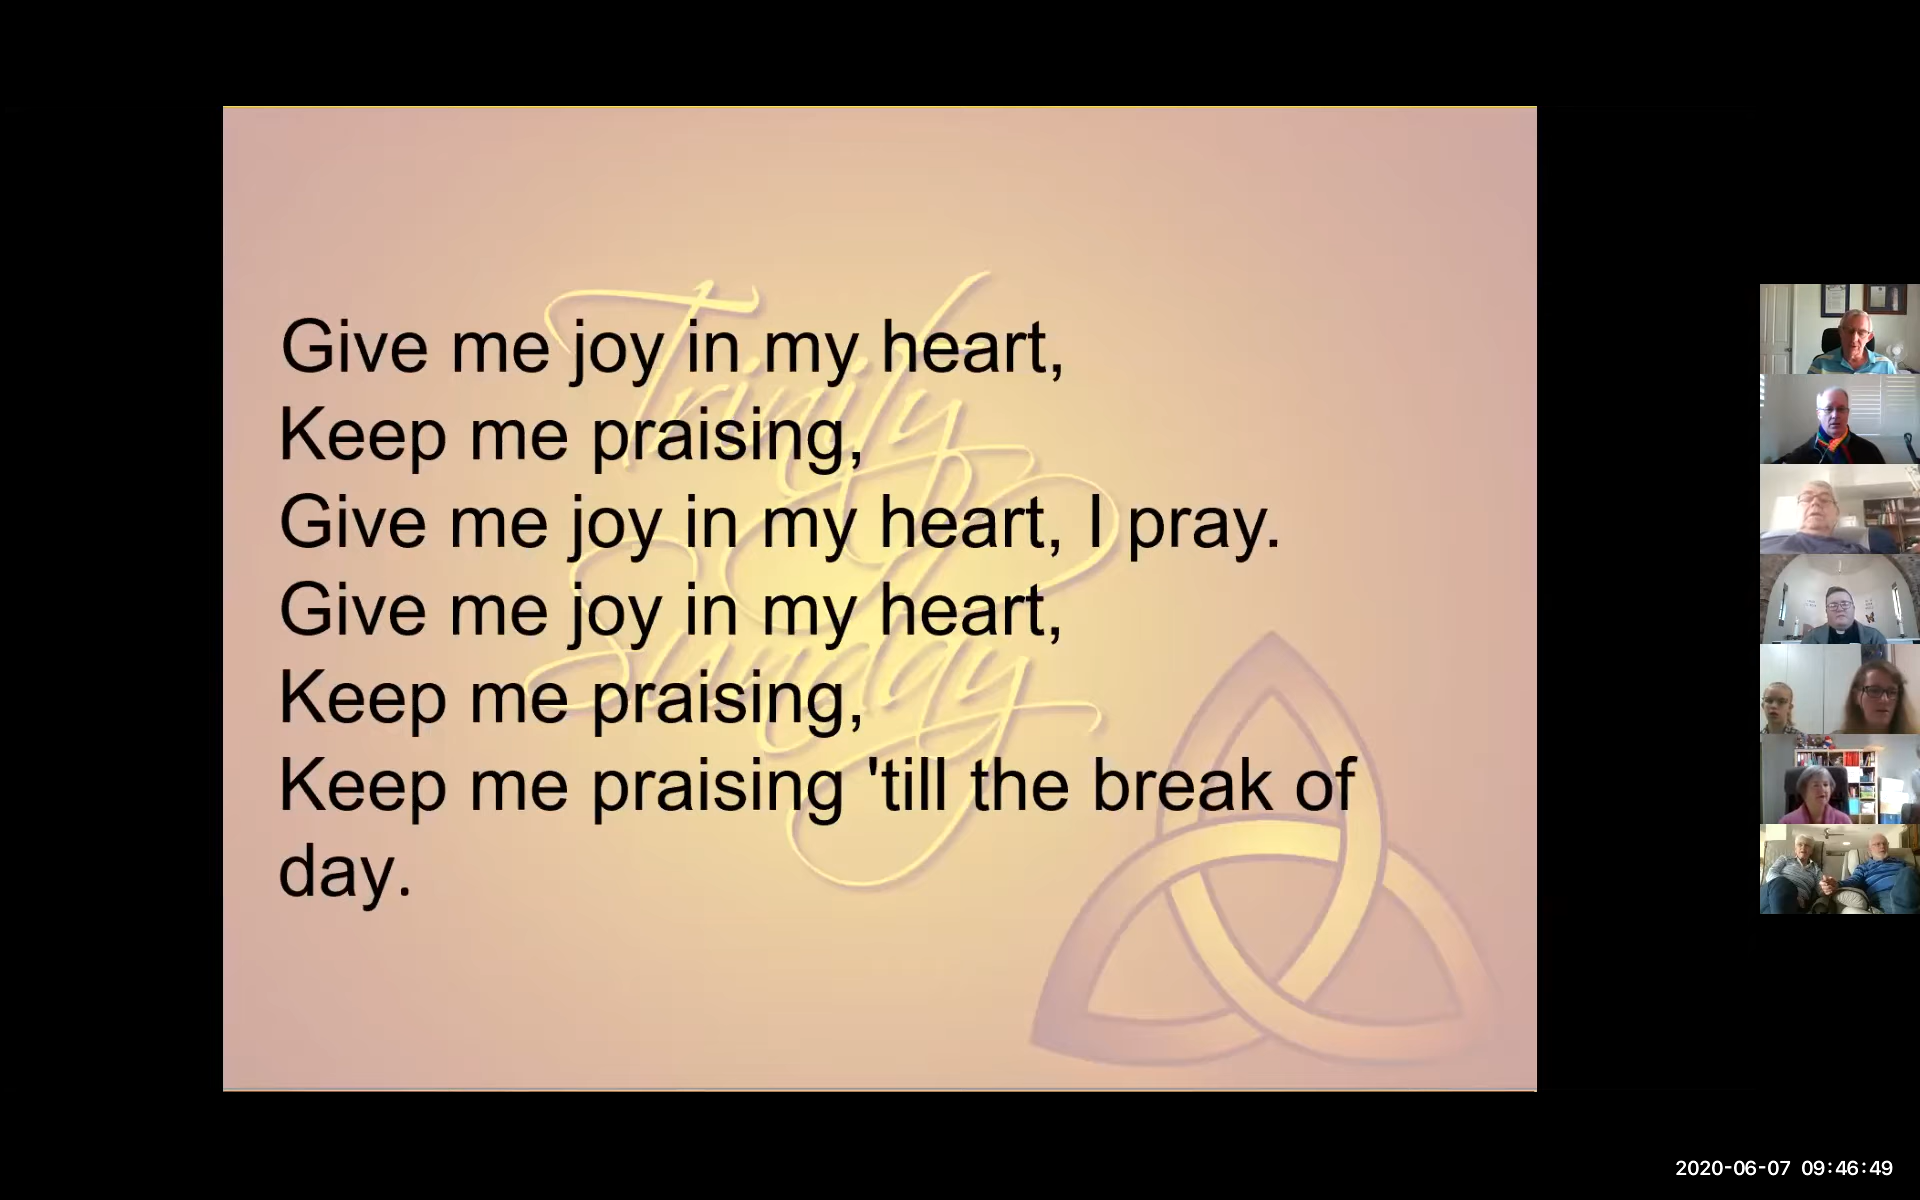 Trinity
Sunday
Give me joy in my heart,
Keep me praising,
Give me joy in my heart, I pray.
Give me joy in my heart,
Keep me praising,
Keep me praising 'till the break of
day.
2020-06-07 09:46:49